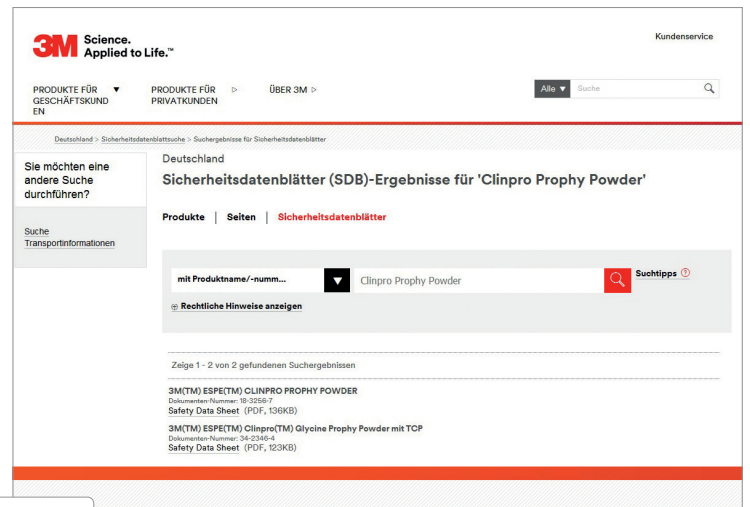 3M Science.
Applied to Life.™
Kundenservice
PRODUKTE FÜR ▼
GESCHÄFTSKUND
EN
PRODUKTE FÜR ▷
PRIVATKUNDEN
ÜBER 3M ▷
Alle ▼ Suche
Deutschland > Sicherheitsdatenblattsuche > Suchergebnisse für Sicherheitsdatenblätter
Sie möchten eine
andere Suche
durchführen?
Suche
Transportinformationen
Deutschland
Sicherheitsdatenblätter (SDB)-Ergebnisse für 'Clinpro Prophy Powder'
Produkte | Seiten | Sicherheitsdatenblätter
mit Produktname/-numm... ▼ Clinpro Prophy Powder Suchtipps ?
⊕ Rechtliche Hinweise anzeigen
Zeige 1 - 2 von 2 gefundenen Suchergebnissen
3M(TM) ESPE(TM) CLINPRO PROPHY POWDER
Dokumenten-Nummer: 18-3256-7
Safety Data Sheet (PDF, 136KB)
3M(TM) ESPE(TM) Clinpro(TM) Glycine Prophy Powder mit TCP
Dokumenten-Nummer: 34-2346-4
Safety Data Sheet (PDF, 123KB)